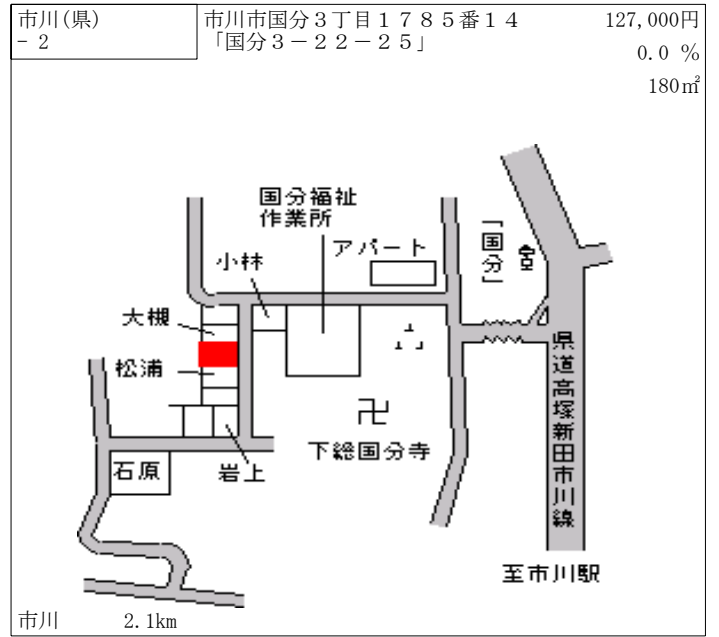 市川(県)
- 2
市川市国分３丁目１７８５番１４
「国分３－２２－２５」
127,000円
0.0 %
180㎡
国分福祉
作業所
アパート
「国分」
小林
大槻
松浦
県道高塚新田市川線
卍
下総国分寺
石原
岩上
至市川駅
市川 2.1km